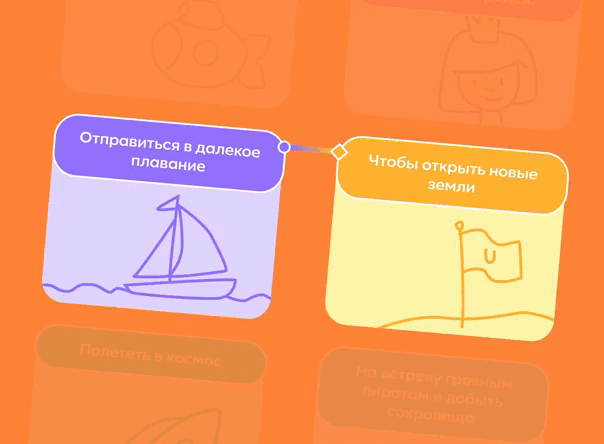 Отправиться в далекое
плавание
Чтобы открыть новые
земли
U
Полететь в космос
На встречу грозным
пиратам и добыть
сокровища